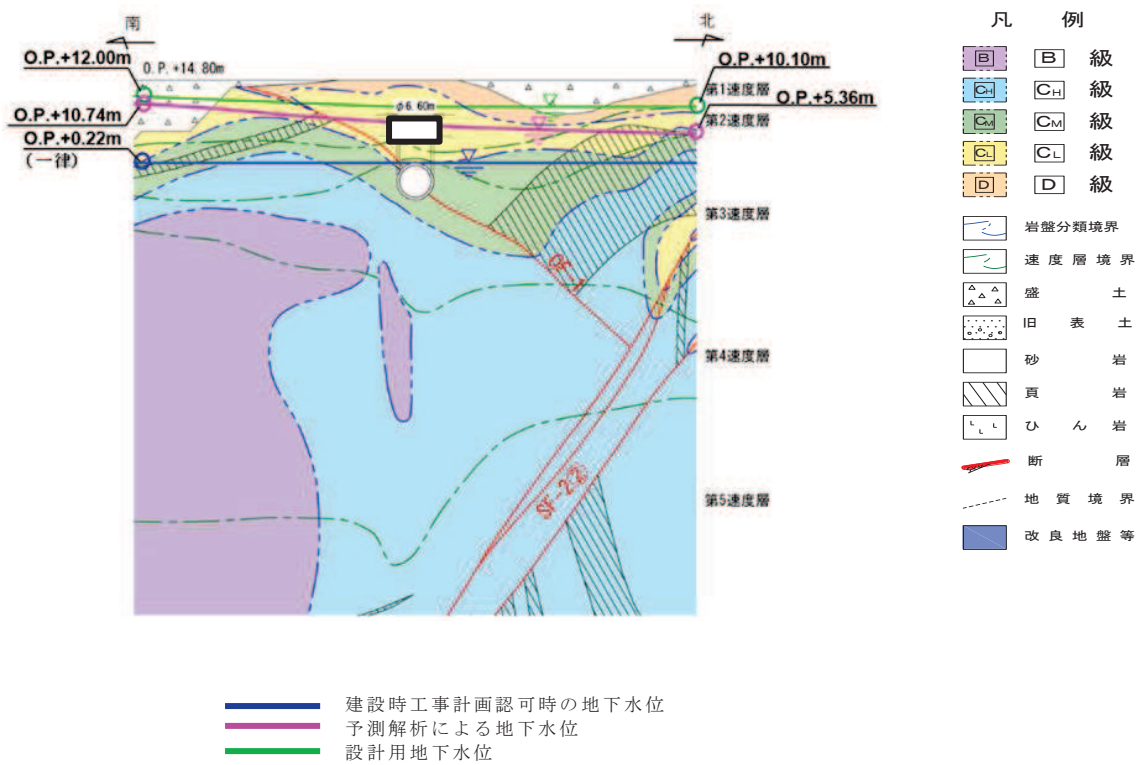 南
北
O.P.+12.00m
O.P.+14.80m
O.P.+10.10m
第1速度層
O.P.+5.36m
O.P.+10.74m
φ6.60m
第2速度層
O.P.+0.22m
(一律)
第3速度層
第4速度層
SF-2②
第5速度層
凡 例
B B 級
CH CH 級
CM CM 級
CL CL 級
D D 級
岩盤分類境界
速度層境界
盛土
旧表土
砂岩
頁岩
ひん岩
断層
地質境界
改良地盤等
建設時工事計画認可時の地下水位
予測解析による地下水位
設計用地下水位